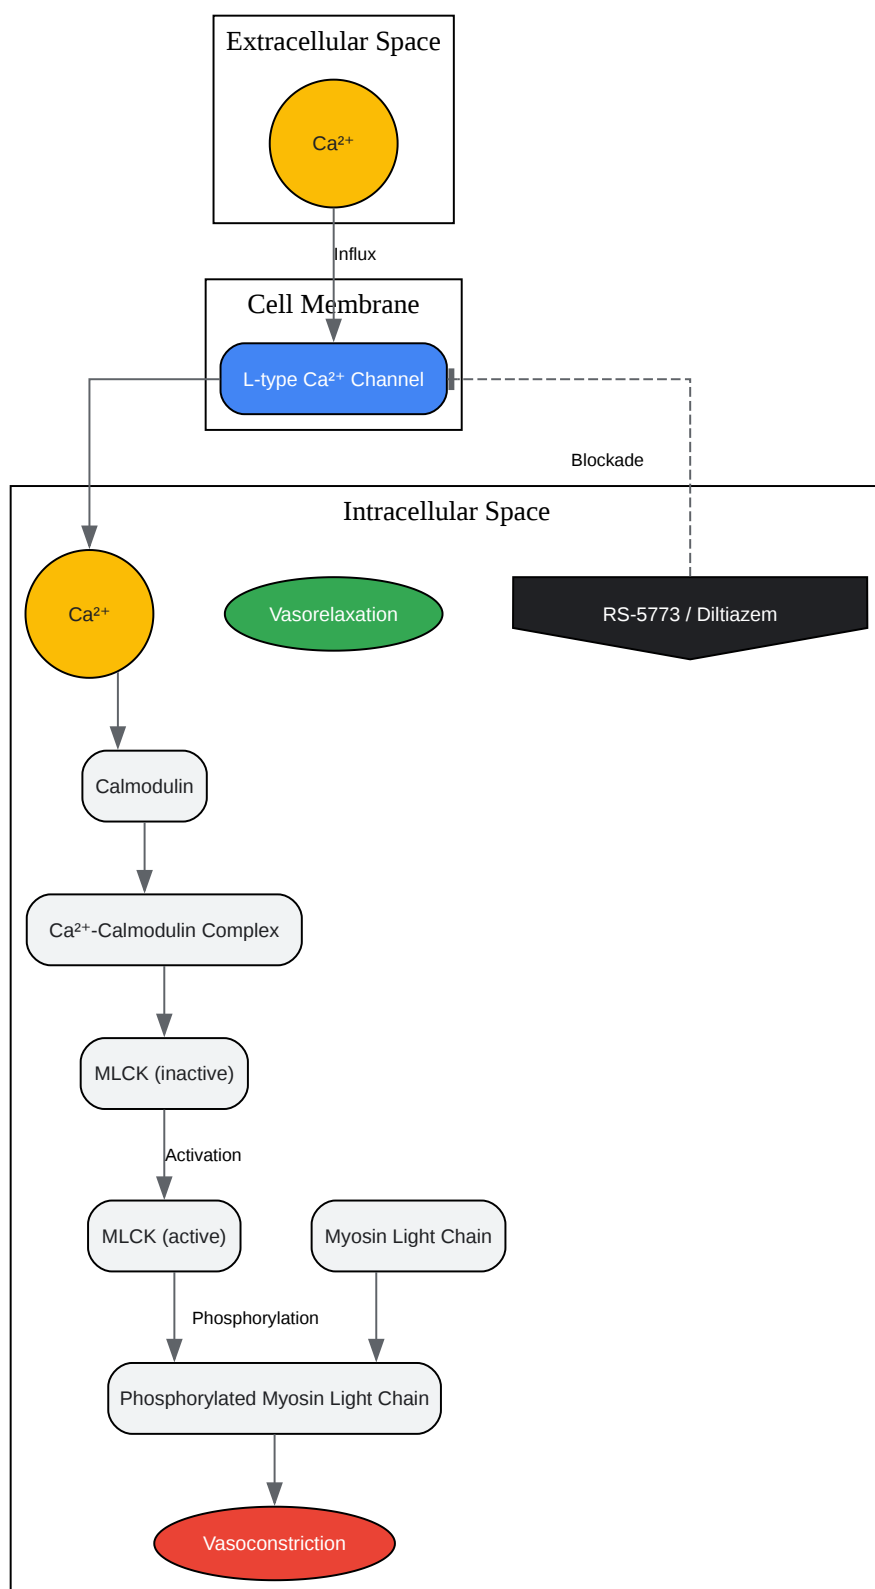 Extracellular Space
Ca²⁺
Influx
Cell Membrane
L-type Ca²⁺ Channel
Blockade
Intracellular Space
Ca²⁺
Vasorelaxation
RS-5773 / Diltiazem
Calmodulin
Ca²⁺-Calmodulin Complex
MLCK (inactive)
Activation
MLCK (active)
Myosin Light Chain
Phosphorylation
Phosphorylated Myosin Light Chain
Vasoconstriction